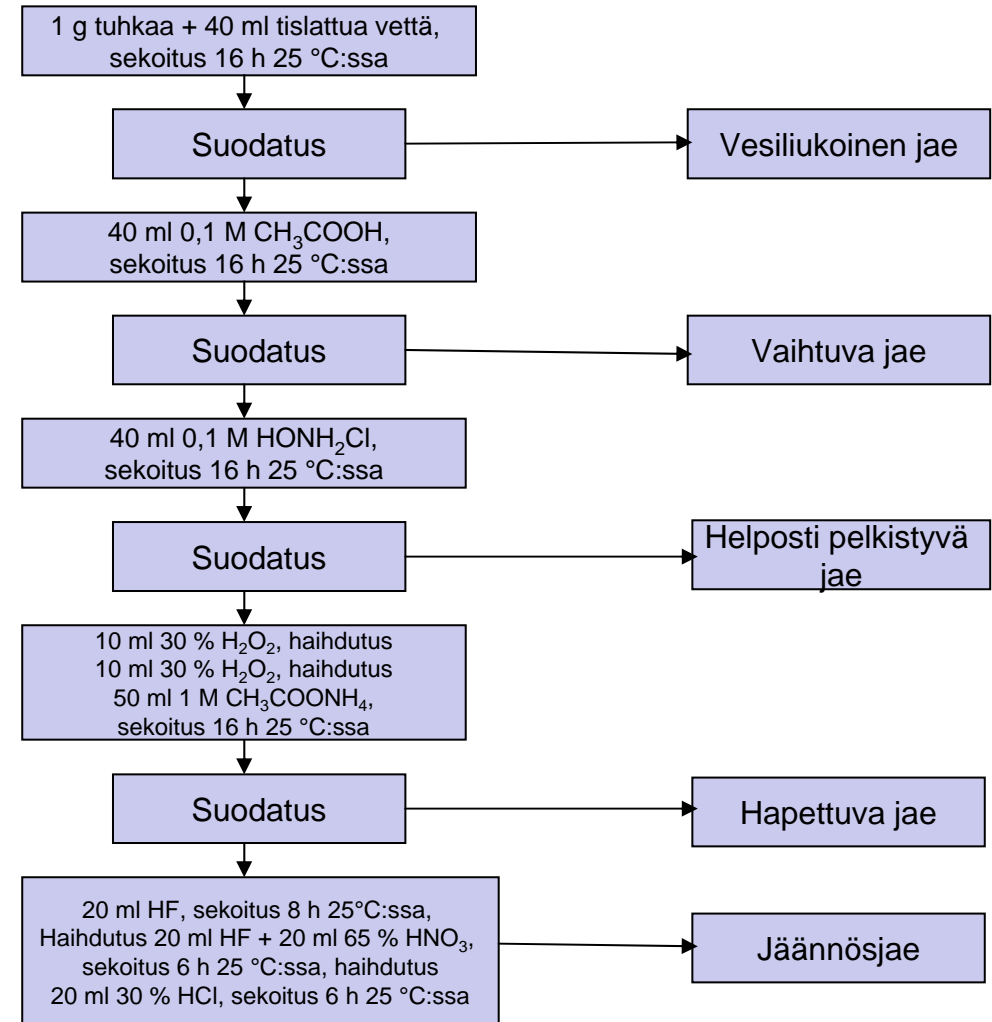 1 g tuhkaa + 40 ml tislattua vettä,
sekoitus 16 h 25 °C:ssa
Suodatus
Vesiliukoinen jae
40 ml 0,1 M CH₃COOH,
sekoitus 16 h 25 °C:ssa
Suodatus
Vaihtuva jae
40 ml 0,1 M HONH₂Cl,
sekoitus 16 h 25 °C:ssa
Suodatus
Helposti pelkistyvä
jae
10 ml 30 % H₂O₂, haihdutus
10 ml 30 % H₂O₂, haihdutus
50 ml 1 M CH₃COONH₄,
sekoitus 16 h 25 °C:ssa
Suodatus
Hapettuva jae
20 ml HF, sekoitus 8 h 25°C:ssa,
Haihdutus 20 ml HF + 20 ml 65 % HNO₃,
sekoitus 6 h 25 °C:ssa, haihdutus
20 ml 30 % HCl, sekoitus 6 h 25 °C:ssa
Jäännösjae